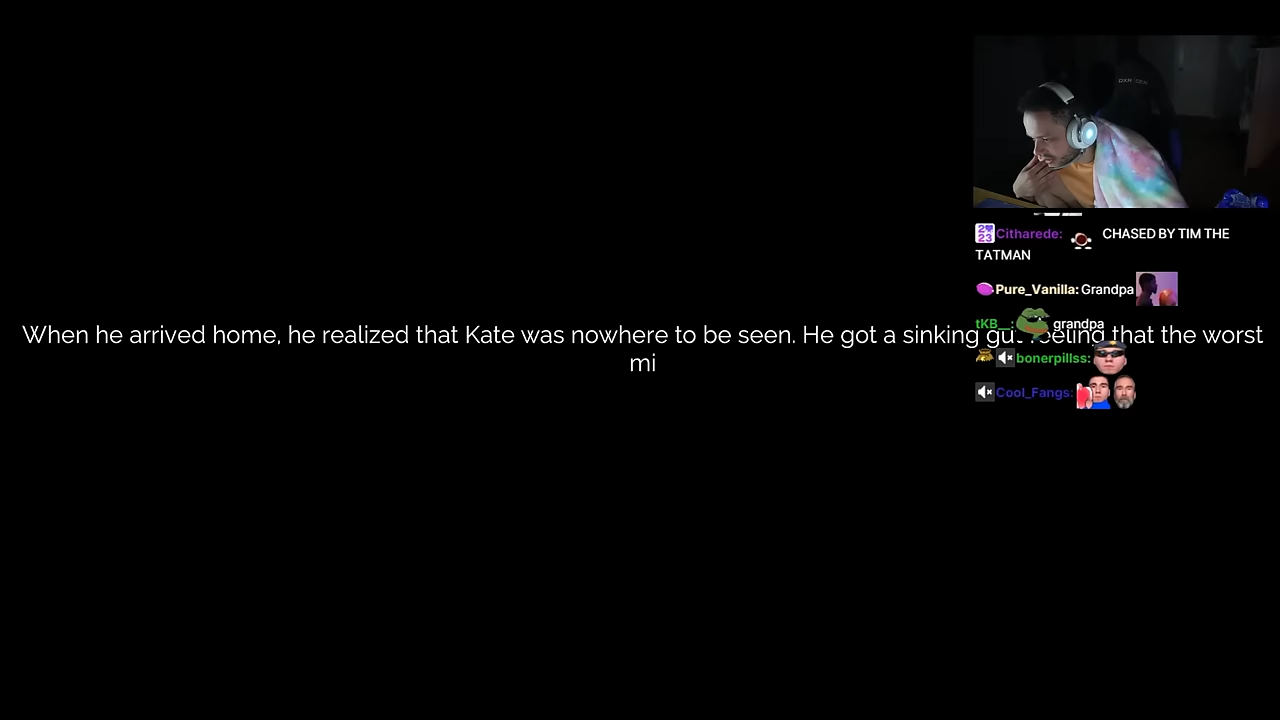 Citharede: CHASED BY TIM THE
TATMAN
Pure_Vanilla: Grandpa
tKB__: grandpa
When he arrived home, he realized that Kate was nowhere to be seen. He got a sinking gut feeling that the worst
mi
bonerpillss:
Cool_Fangs: